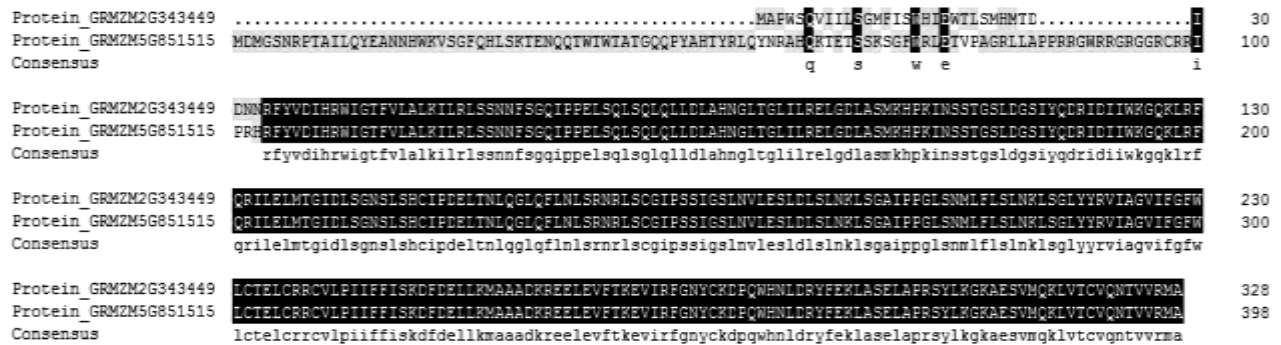 Protein_GRMZM2G343449 ......................................................MAPWSQVIILSGMFISWHIEWTLSMHMTD................I 30
Protein_GRMZM5G851515 MDMGSNRPTAILQYEANNHWKVSGFQHLSKTENQQTWTWTATGQQPYAHTYRLQYNRAHQKTETSSKSGFWRLETVPAGRLLAPPRRGWRRGRGGRCRRI 100
Consensus q s w e i
Protein_GRMZM2G343449 DNNRFYVDIHRWIGTFVLALKILRLSSNNFSGQIPPELSQLSQLQLLDLAHNGLTGLILRELGDLASMKHPKINSSTGSLDGSIYQDRIDIIWKGQKLRF 130
Protein_GRMZM5G851515 PRHRFYVDIHRWIGTFVLALKILRLSSNNFSGQIPPELSQLSQLQLLDLAHNGLTGLILRELGDLASMKHPKINSSTGSLDGSIYQDRIDIIWKGQKLRF 200
Consensus rfyvdihrwigtfvlalkilrlssnnfsgqippelsqlsqlqlldlahngltglilrelgdlasmkhpkinsstgsldgsiyqdridiiwkgqklrf
Protein_GRMZM2G343449 QRILELMTGIDLSGNSLSHCIPDELTNLQGLQFLNLSRNRLSCGIPSSIGSLNVLESLDLSLNKLSGAIPPGLSNMLFLSLNKLSGLYYRVIAGVIFGFW 230
Protein_GRMZM5G851515 QRILELMTGIDLSGNSLSHCIPDELTNLQGLQFLNLSRNRLSCGIPSSIGSLNVLESLDLSLNKLSGAIPPGLSNMLFLSLNKLSGLYYRVIAGVIFGFW 300
Consensus qrilelmtgidlsgnslshcipdeltnlqglqflnlsrnrlscgipssigslnvlesldlslnklsgaippglsnmlflslnklsglyyrviagvifgfw
Protein_GRMZM2G343449 LCTELCRRCVLPIIFFISKDFDELLKMAAADKREELEVFTKEVIRFGNYCKDPQWHNLDRYFEKLASELAPRSYLKGKAESVMQKLVTCVQNTVVRMA 328
Protein_GRMZM5G851515 LCTELCRRCVLPIIFFISKDFDELLKMAAADKREELEVFTKEVIRFGNYCKDPQWHNLDRYFEKLASELAPRSYLKGKAESVMQKLVTCVQNTVVRMA 398
Consensus lctelcrrcvlpiiffiskdfdellkmaaadkreelevftkevirfgnyckdpqwhnldryfeklaselaprsylkgkaesvmqklvtcvqntvvrma